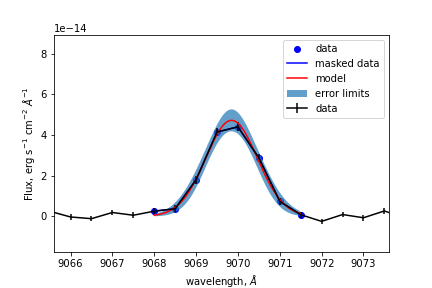 1e−14
data
masked data
model
error limits
data
8
6
4
2
0
Flux, erg s⁻¹ cm⁻² Å⁻¹
9066 9067 9068 9069 9070 9071 9072 9073
wavelength, Å